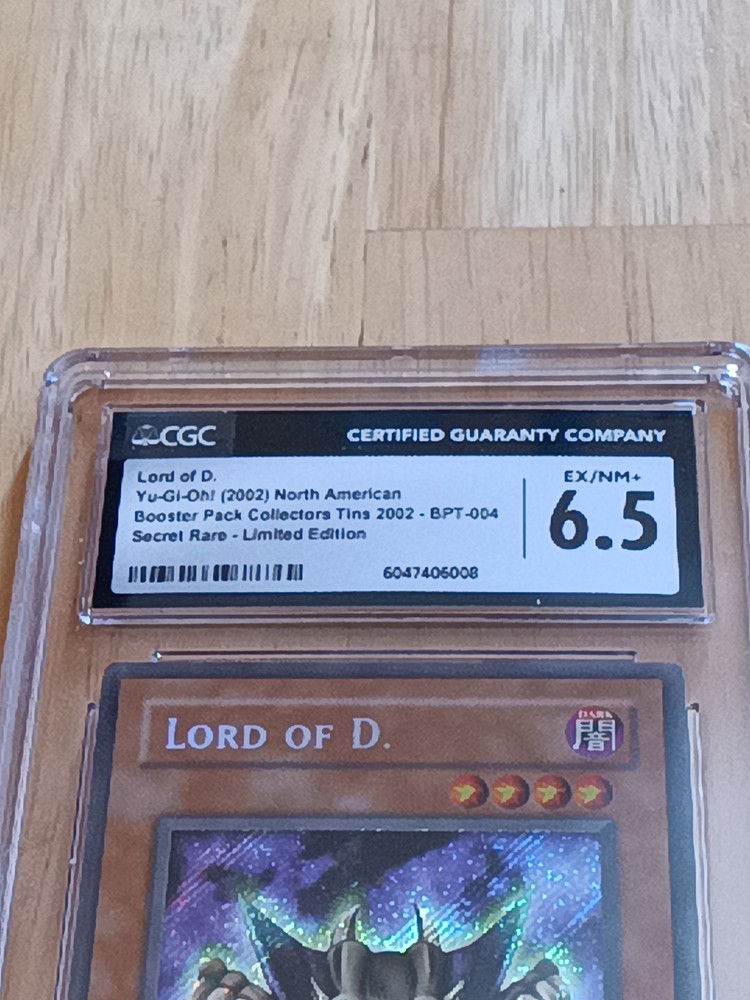 CGC CERTIFIED GUARANTY COMPANY
Lord of D.
Yu-Gi-Oh! (2002) North American
Booster Pack Collectors Tins 2002 - BPT-004
Secret Rare - Limited Edition
EX/NM+
6.5
6047406008
LORD OF D.
DARK
闇